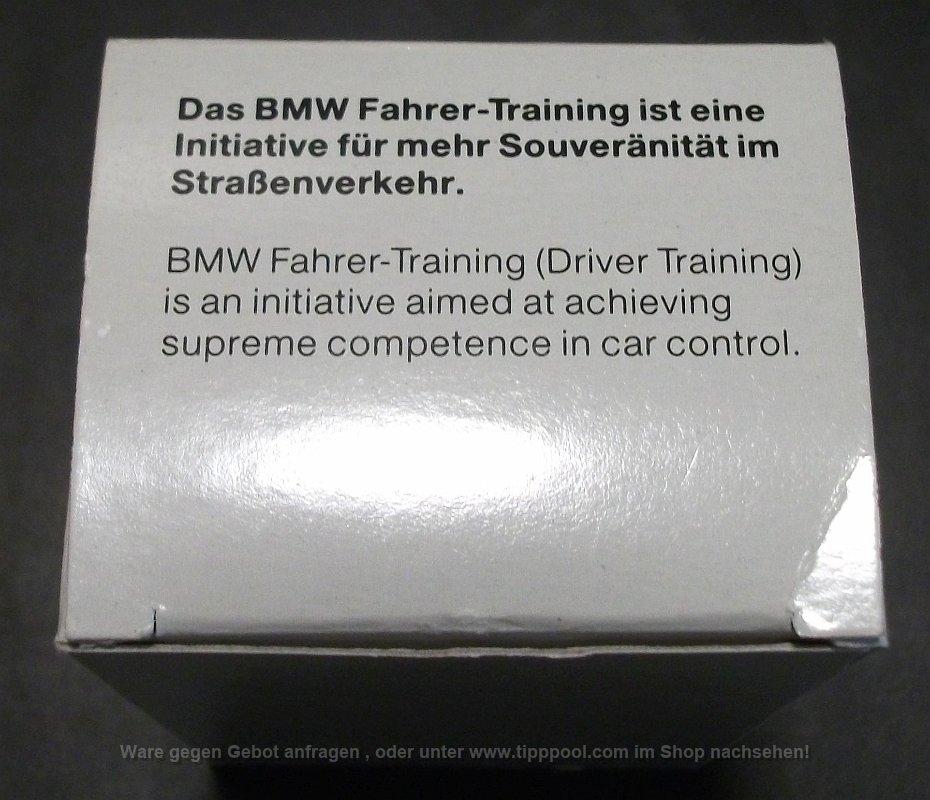 Das BMW Fahrer-Training ist eine
Initiative für mehr Souveränität im
Straßenverkehr.
BMW Fahrer-Training (Driver Training)
is an initiative aimed at achieving
supreme competence in car control.
Ware gegen Gebot anfragen , oder unter www.tipppool.com im Shop nachsehen!